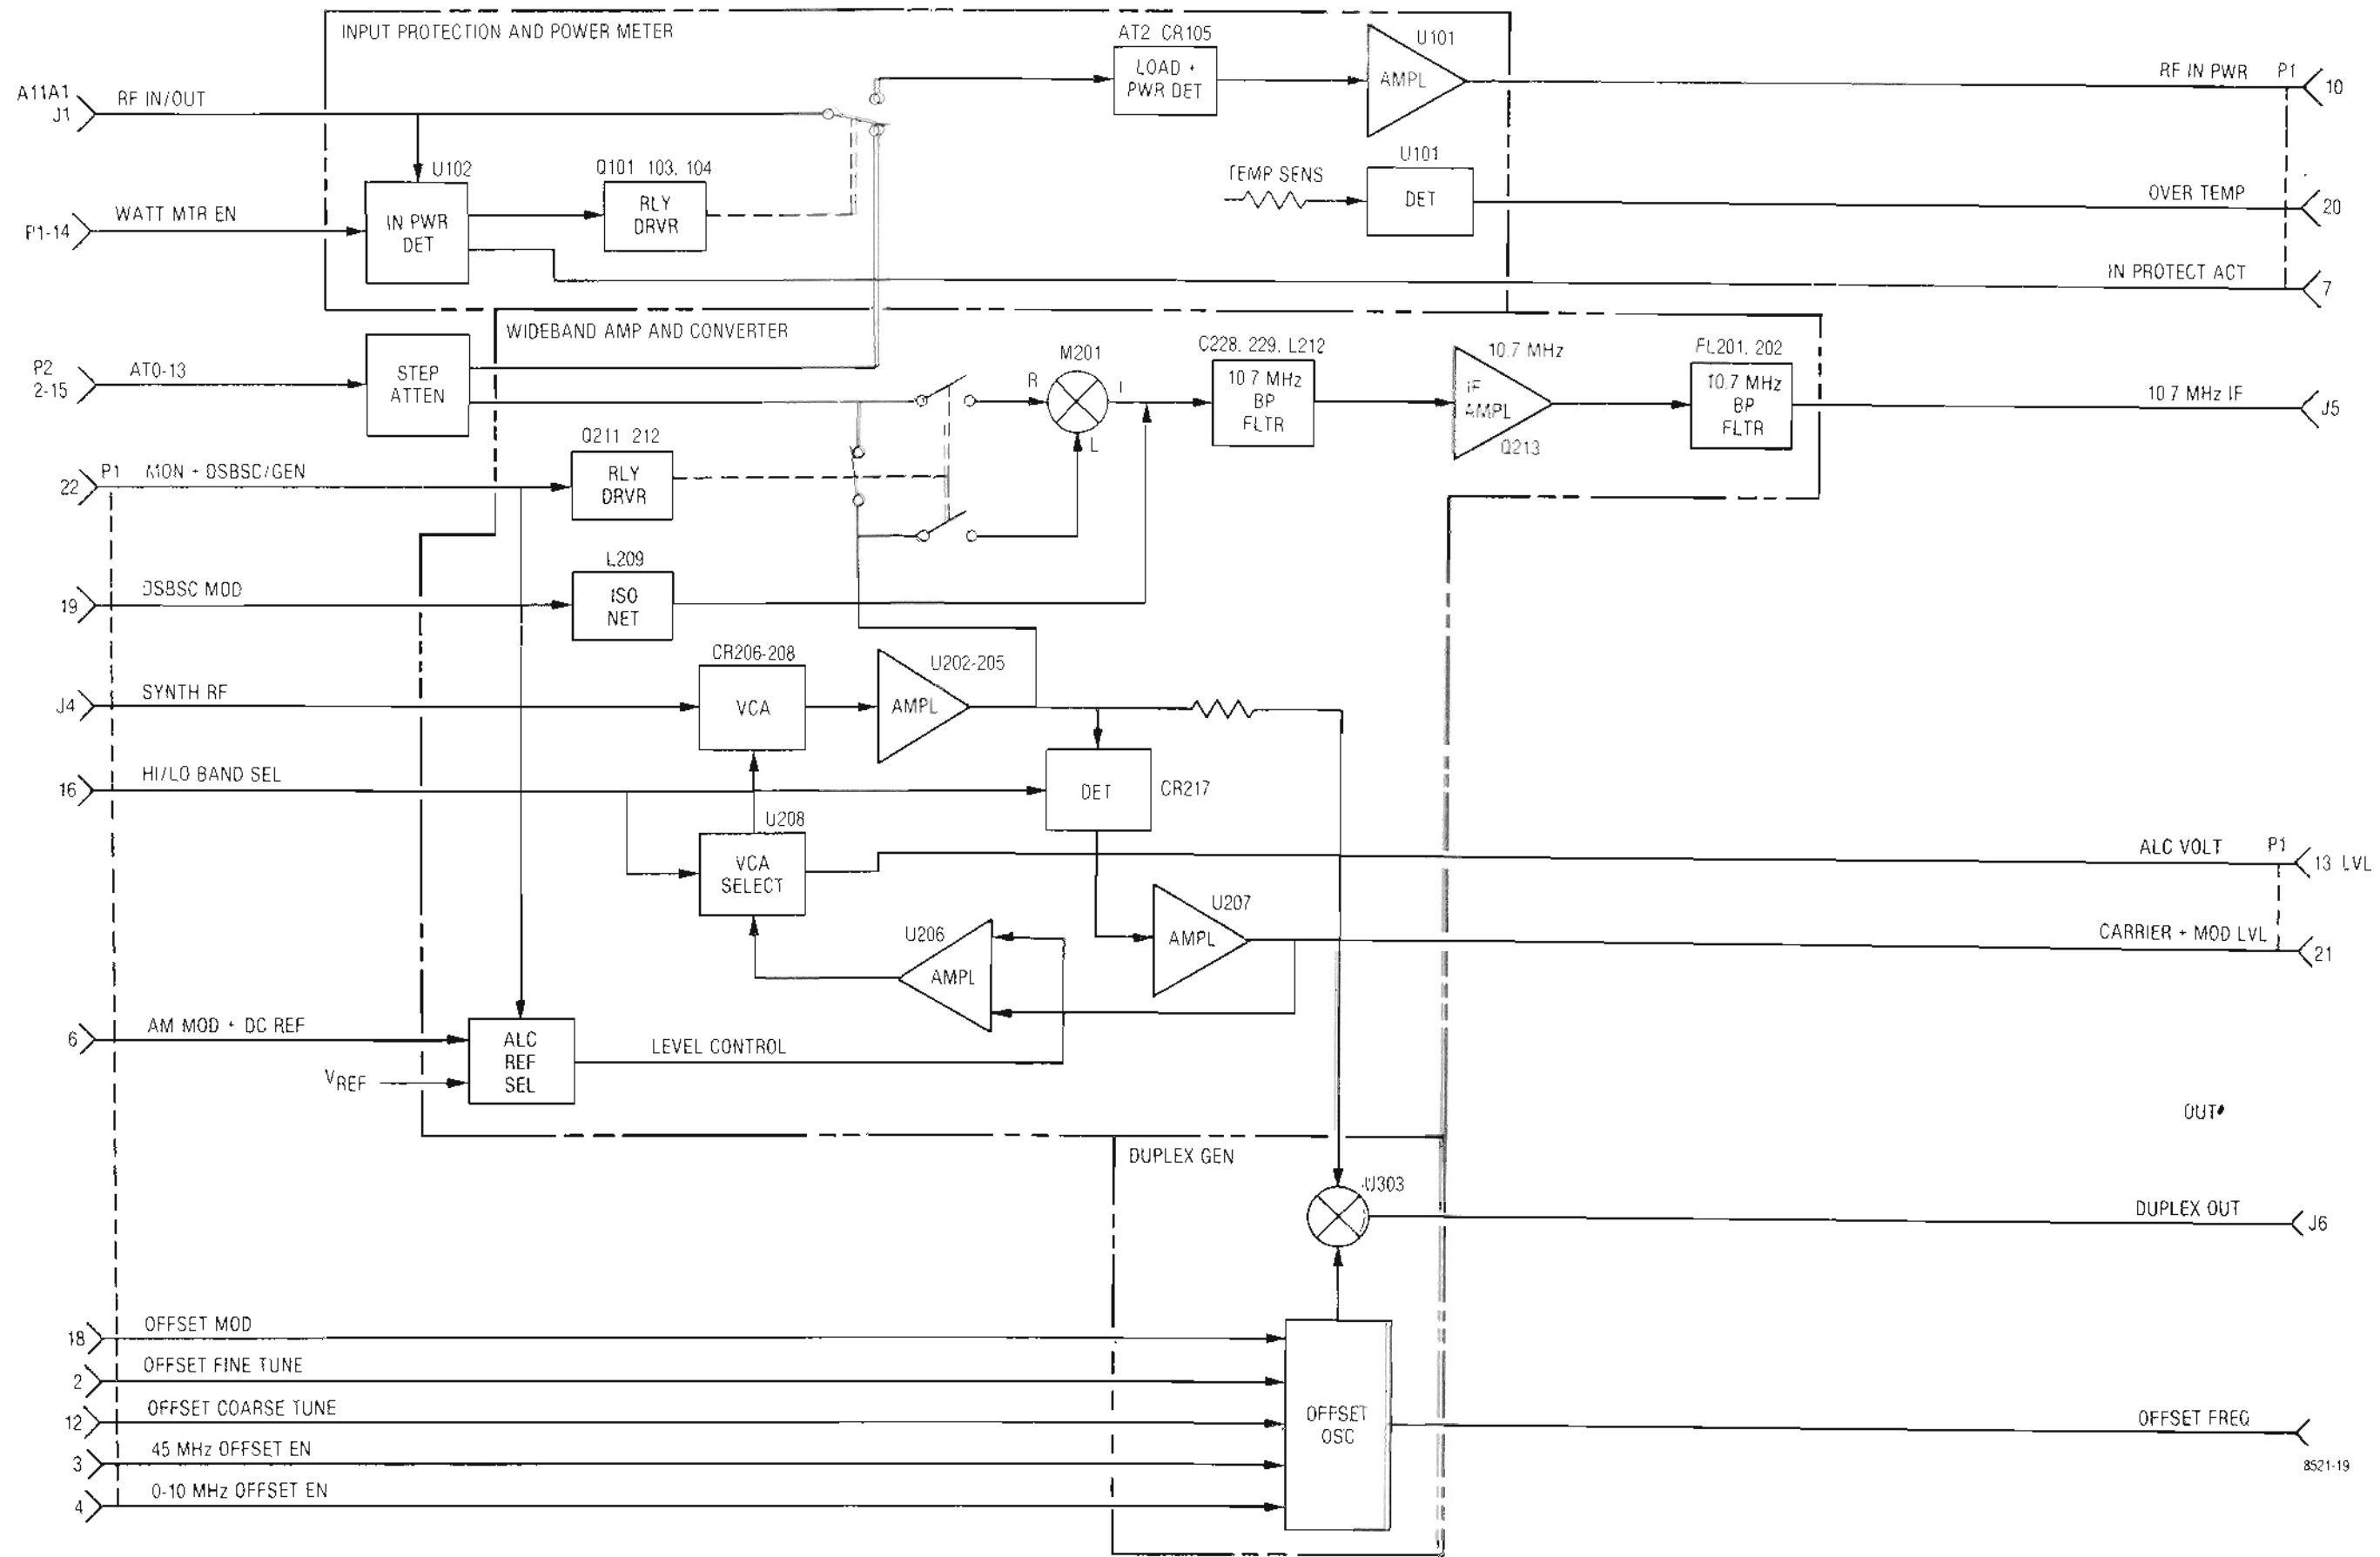 INPUT PROTECTION AND POWER METER
AT2 CR105
LOAD +
PWR DET
U101
AMPL
RF IN PWR
P1
10
A11A1
J1
RF IN/OUT
U102
IN PWR
DET
Q101 103, 104
RLY
DRVR
TEMP SENS
U101
DET
OVER TEMP
20
P1-14
WATT MTR EN
IN PROTECT ACT
7
WIDEBAND AMP AND CONVERTER
P2
2-15
AT0-13
STEP
ATTEN
M201
R
I
L
C228, 229, L212
10 7 MHz
BP
FLTR
10.7 MHz
IF
AMPL
Q213
FL201, 202
10.7 MHz
BP
FLTR
10 7 MHz IF
J5
22
P1
MON + DSBSC/GEN
Q211 212
RLY
DRVR
19
DSBSC MOD
L209
ISO
NET
J4
SYNTH RF
CR206-208
VCA
U202-205
AMPL
16
HI/LO BAND SEL
DET
CR217
U208
VCA
SELECT
ALC VOLT
P1
13 LVL
U206
AMPL
U207
AMPL
CARRIER + MOD LVL
21
6
AM MOD + DC REF
VREF
ALC
REF
SEL
LEVEL CONTROL
OUT
DUPLEX GEN
U303
DUPLEX OUT
J6
18
OFFSET MOD
2
OFFSET FINE TUNE
12
OFFSET COARSE TUNE
3
45 MHz OFFSET EN
4
0-10 MHz OFFSET EN
OFFSET
OSC
OFFSET FREQ
8521-19